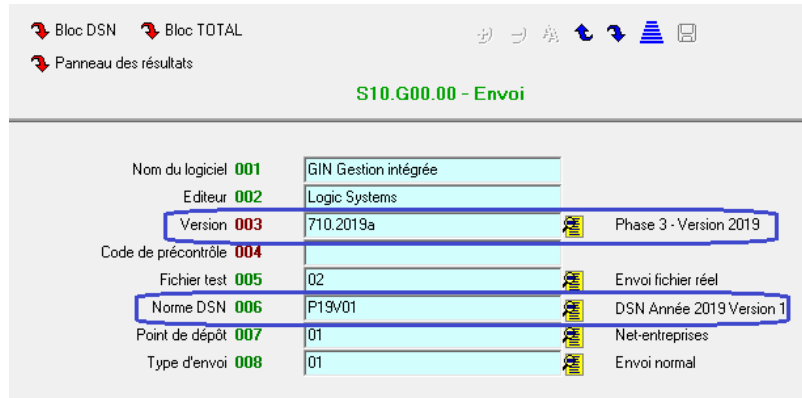 Bloc DSN Bloc TOTAL
Panneau des résultats
S10.G00.00 - Envoi
Nom du logiciel 001 GIN Gestion intégrée
Editeur 002 Logic Systems
Version 003 710.2019a Phase 3 - Version 2019
Code de précontrôle 004
Fichier test 005 02 Envoi fichier réel
Norme DSN 006 P19V01 DSN Année 2019 Version 1
Point de dépôt 007 01 Net-entreprises
Type d'envoi 008 01 Envoi normal